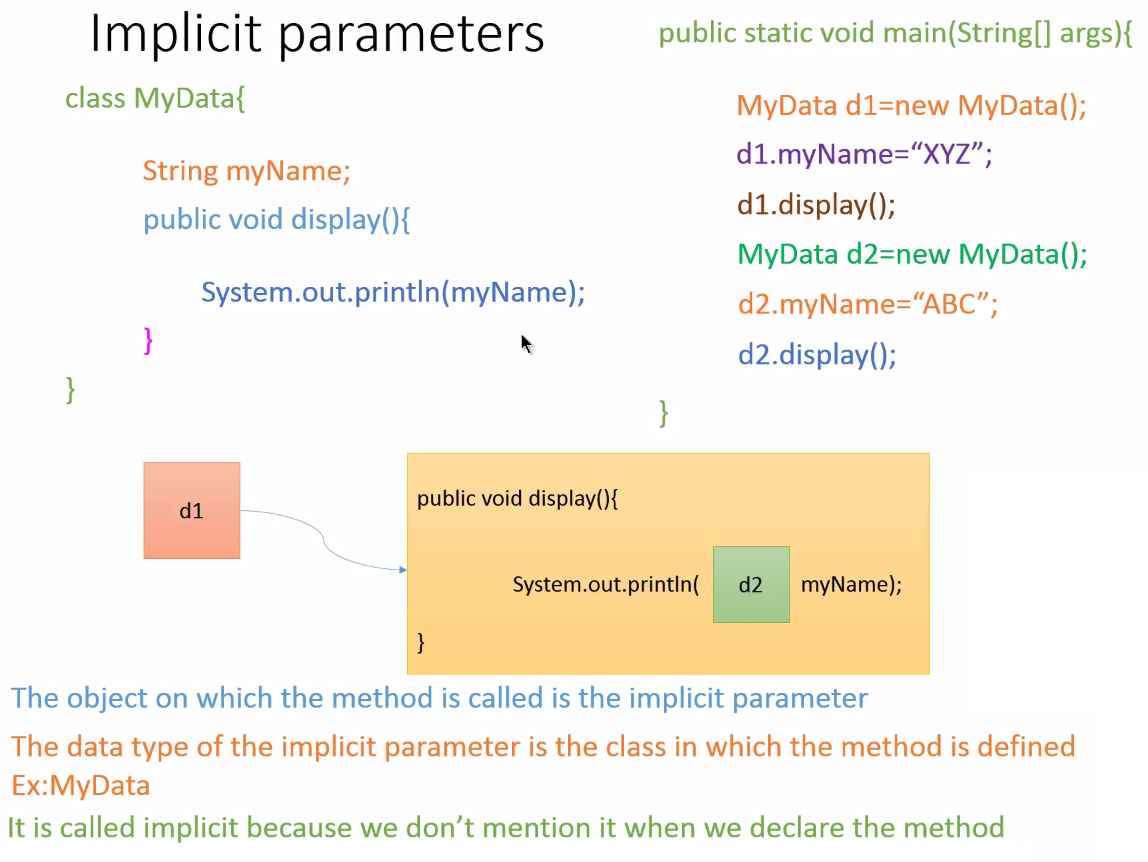 Implicit parameters
class MyData{
String myName;
public void display(){
System.out.println(myName);
}
}
public static void main(String[] args){
MyData d1=new MyData();
d1.myName=“XYZ”;
d1.display();
MyData d2=new MyData();
d2.myName=“ABC”;
d2.display();
}
d1
public void display(){
System.out.println( d2 myName);
}
The object on which the method is called is the implicit parameter
The data type of the implicit parameter is the class in which the method is defined
Ex:MyData
It is called implicit because we don’t mention it when we declare the method